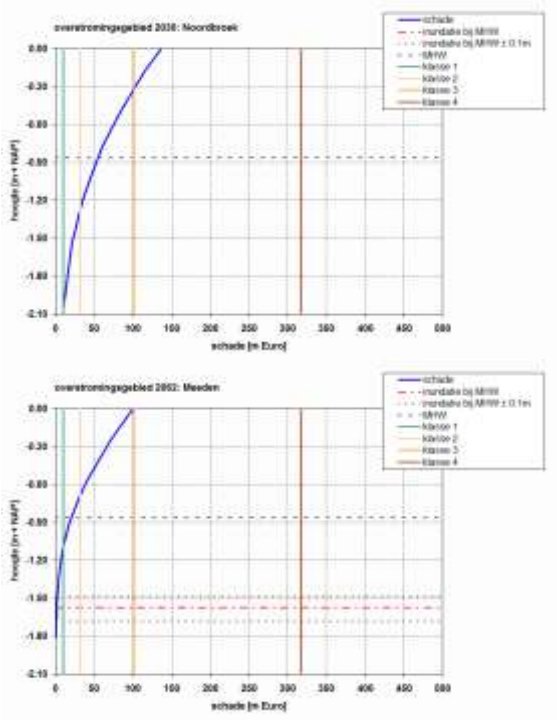 overstromingsgebied 2030: Noordbroek
schade
inundatie bij MHW
inundatie bij MHW ± 0.1m
MHW
klasse 1
klasse 2
klasse 3
klasse 4
hoogte [m + NAP]
0.00
-0.30
-0.60
-0.90
-1.20
-1.50
-1.80
-2.10
0 50 100 150 200 250 300 350 400 450 500
schade [m Euro]
overstromingsgebied Meeden
schade
inundatie bij MHW
inundatie bij MHW ± 0.1m
MHW
klasse 1
klasse 2
klasse 3
klasse 4
hoogte [m + NAP]
0.00
-0.30
-0.60
-0.90
-1.20
-1.50
-1.80
-2.10
0 50 100 150 200 250 300 350 400 450 500
schade [m Euro]